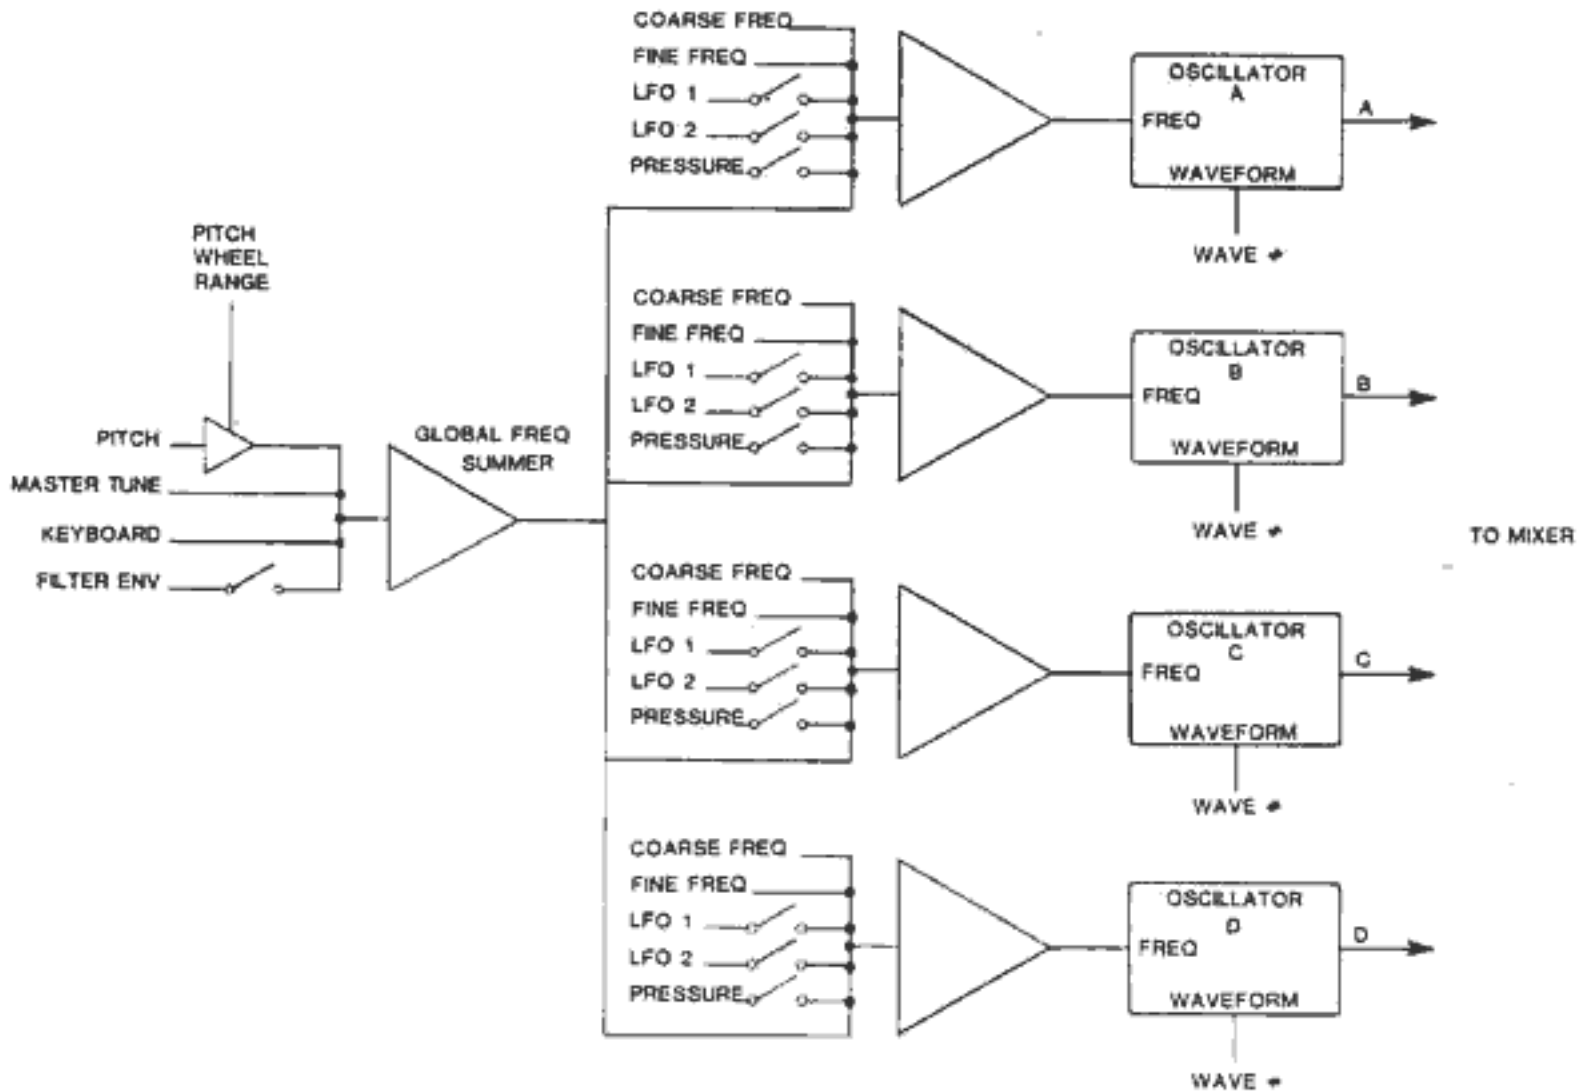 COARSE FREQ
FINE FREQ
LFO 1
LFO 2
PRESSURE
OSCILLATOR
A
FREQ
WAVEFORM
WAVE #
A
PITCH
WHEEL
RANGE
PITCH
MASTER TUNE
KEYBOARD
FILTER ENV
GLOBAL FREQ
SUMMER
COARSE FREQ
FINE FREQ
LFO 1
LFO 2
PRESSURE
OSCILLATOR
B
FREQ
WAVEFORM
WAVE #
B
TO MIXER
COARSE FREQ
FINE FREQ
LFO 1
LFO 2
PRESSURE
OSCILLATOR
C
FREQ
WAVEFORM
WAVE #
C
COARSE FREQ
FINE FREQ
LFO 1
LFO 2
PRESSURE
OSCILLATOR
D
FREQ
WAVEFORM
WAVE #
D